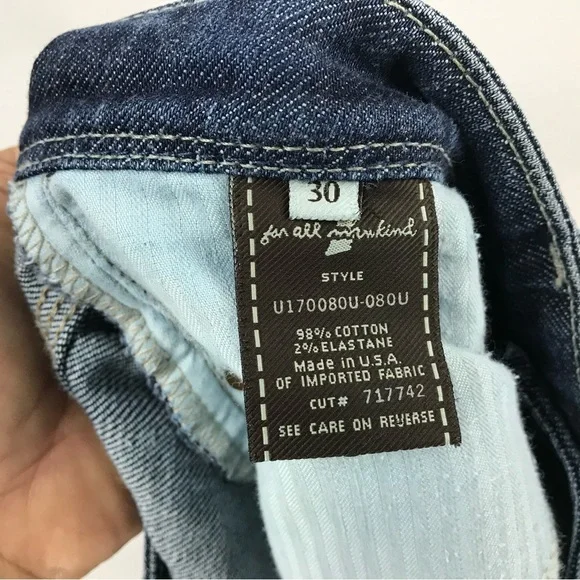 30
for all mankind
STYLE
U170080U-080U
98% COTTON
2% ELASTANE
Made in U.S.A.
OF IMPORTED FABRIC
CUT# 717742
SEE CARE ON REVERSE